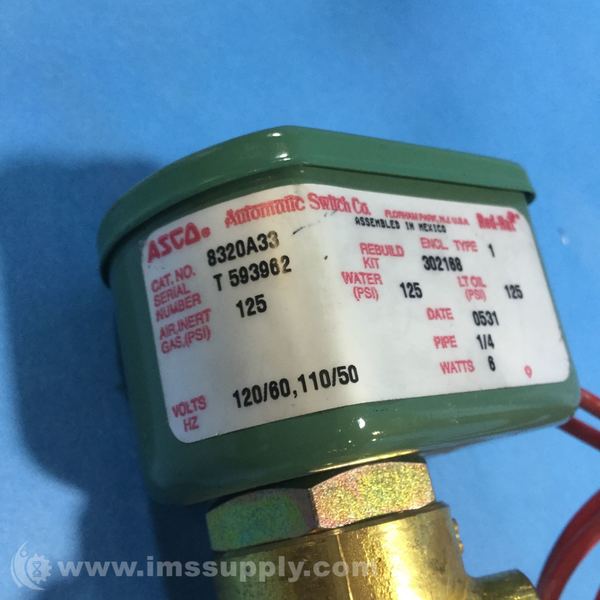 ASCO® Automatic Switch Co. FLORHAM PARK, N.J. U.S.A. Red-Hat®
ASSEMBLED IN MEXICO
CAT. NO. 8320A33
SERIAL NUMBER T 593962
AIR, INERT GAS, (PSI) 125
REBUILD KIT 302168
ENCL. TYPE 1
WATER (PSI) 125
LT OIL (PSI) 125
DATE 0531
PIPE 1/4
WATTS 6
VOLTS HZ 120/60, 110/50
www.imssupply.com